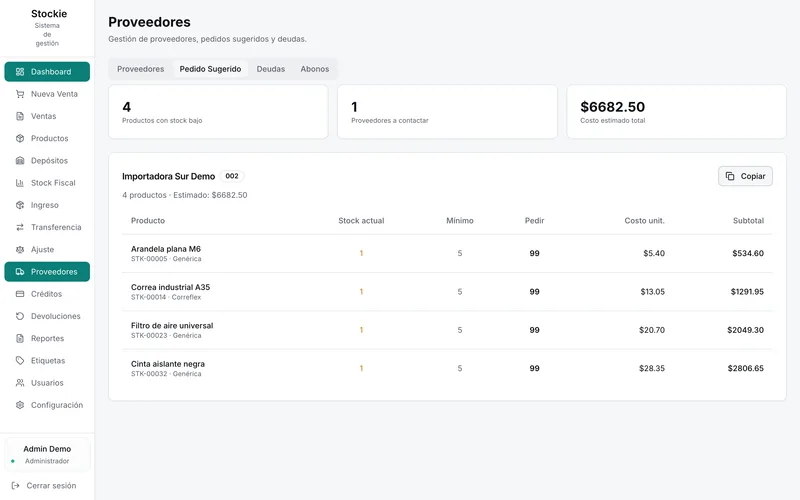 Stockie
Sistema
de
gestión
Dashboard
Nueva Venta
Ventas
Productos
Depósitos
Stock Fiscal
Ingreso
Transferencia
Ajuste
Proveedores
Créditos
Devoluciones
Reportes
Etiquetas
Usuarios
Configuración
Admin Demo
Administrador
Cerrar sesión
Proveedores
Gestión de proveedores, pedidos sugeridos y deudas.
Proveedores Pedido Sugerido Deudas Abonos
4
Productos con stock bajo
1
Proveedores a contactar
$6682.50
Costo estimado total
Importadora Sur Demo 002
Copiar
4 productos · Estimado: $6682.50
Producto Stock actual Mínimo Pedir Costo unit. Subtotal
Arandela plana M6
STK-00005 · Genérica
1 5 99 $5.40 $534.60
Correa industrial A35
STK-00014 · Correflex
1 5 99 $13.05 $1291.95
Filtro de aire universal
STK-00023 · Genérica
1 5 99 $20.70 $2049.30
Cinta aislante negra
STK-00032 · Genérica
1 5 99 $28.35 $2806.65